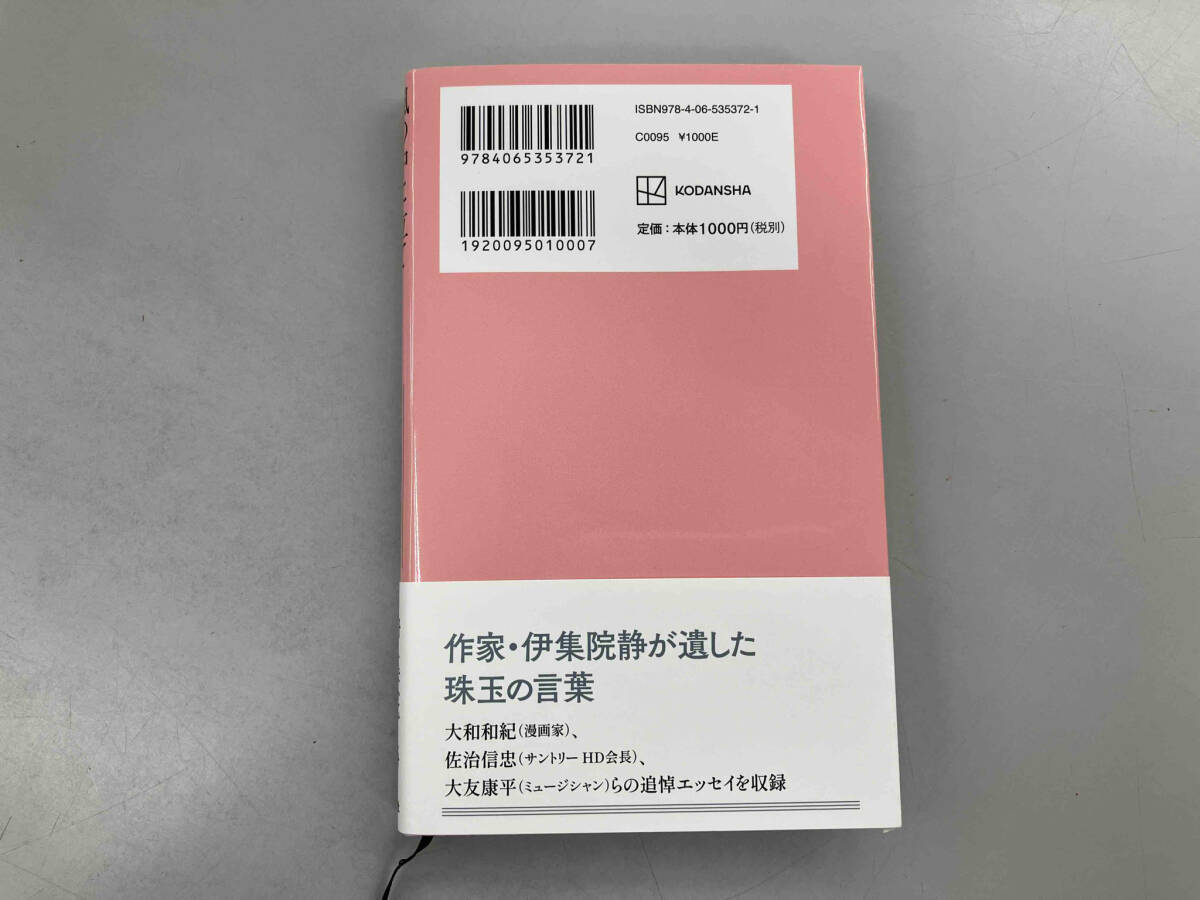 ISBN978-4-06-535372-1
C0095 ¥1000E
9784065353721
KODANSHA
定価：本体1000円（税別）
1920095010007
作家・伊集院静が遺した
珠玉の言葉
大和和紀（漫画家）、
佐治信忠（サントリー HD会長）、
大友康平（ミュージシャン）らの追悼エッセイを収録